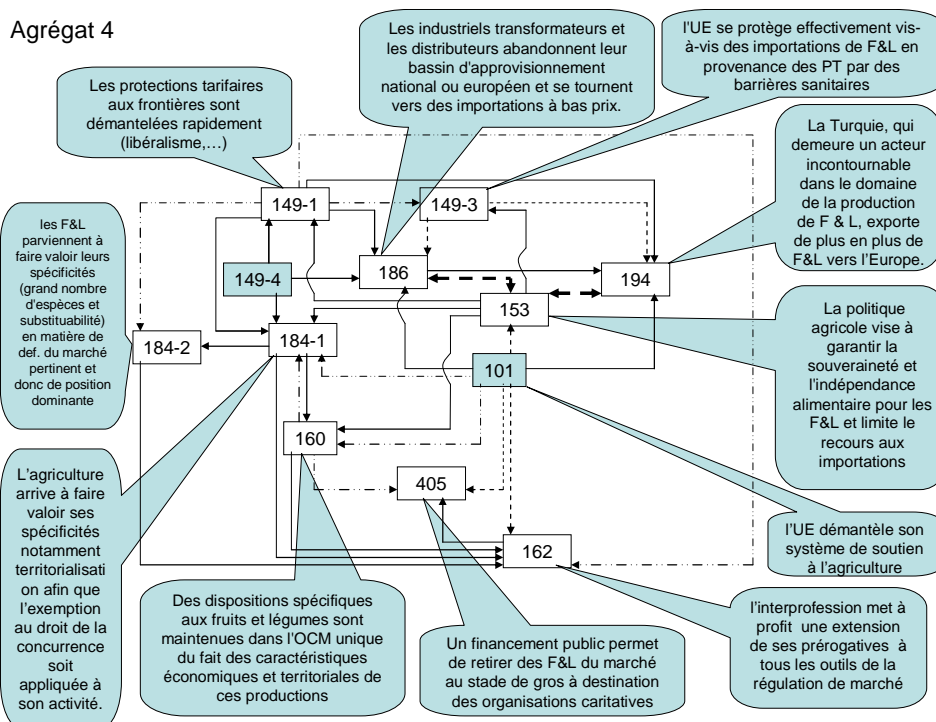 Agrégat 4
Les protections tarifaires
aux frontières sont
démantelées rapidement
(libéralisme,…)
Les industriels transformateurs et
les distributeurs abandonnent leur
bassin d'approvisionnement
national ou européen et se tournent
vers des importations à bas prix.
l'UE se protège effectivement vis-
à-vis des importations de F&L en
provenance des PT par des
barrières sanitaires
La Turquie, qui
demeure un acteur
incontournable
dans le domaine
de la production
de F & L, exporte
de plus en plus de
F&L vers l’Europe.
les F&L
parviennent à
faire valoir leurs
spécificités
(grand nombre
d'espèces et
substituabilité)
en matière de
def. du marché
pertinent et
donc de position
dominante
149-1
149-3
149-4
186
194
153
184-2
184-1
101
160
405
162
La politique
agricole vise à
garantir la
souveraineté et
l'indépendance
alimentaire pour les
F&L et limite le
recours aux
importations
L’agriculture
arrive à faire
valoir ses
spécificités
notamment
territorialisati
on afin que
l’exemption
au droit de la
concurrence
soit
appliquée à
son activité.
Des dispositions spécifiques
aux fruits et légumes sont
maintenues dans l'OCM unique
du fait des caractéristiques
économiques et territoriales de
ces productions
Un financement public permet
de retirer des F&L du marché
au stade de gros à destination
des organisations caritatives
l’UE démantèle son
système de soutien
à l’agriculture
l’interprofession met à
profit une extension
de ses prérogatives à
tous les outils de la
régulation de marché